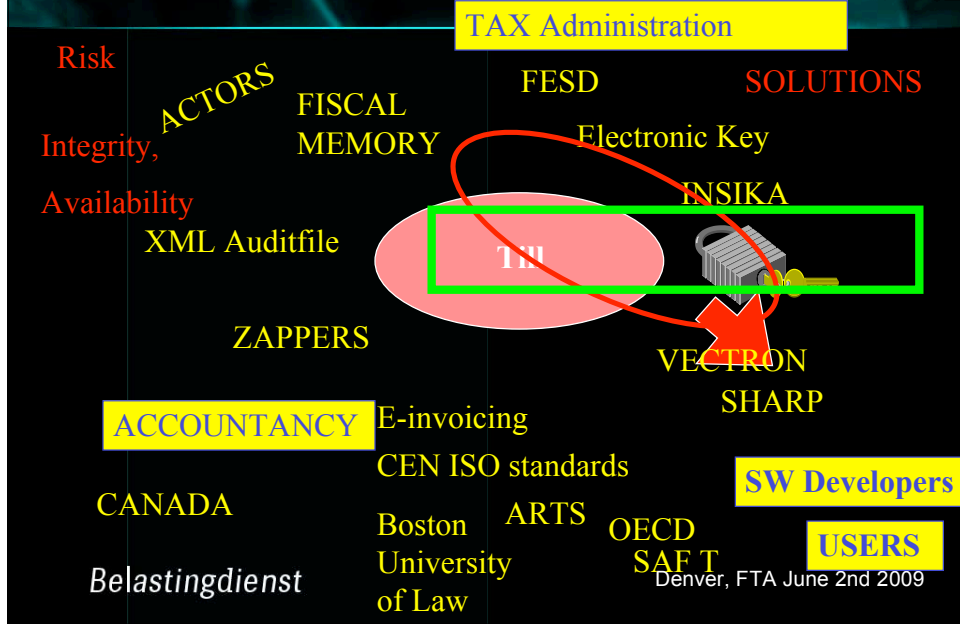 TAX Administration
Risk
ACTORS
FISCAL
MEMORY
FESD
SOLUTIONS
Integrity,
Availability
Electronic Key
INSIKA
XML Auditfile
Till
ZAPPERS
VECTRON
SHARP
ACCOUNTANCY
E-invoicing
CEN ISO standards
SW Developers
CANADA
Boston
University
of Law
ARTS
OECD
SAF T
USERS
Belastingdienst
Denver, FTA June 2nd 2009